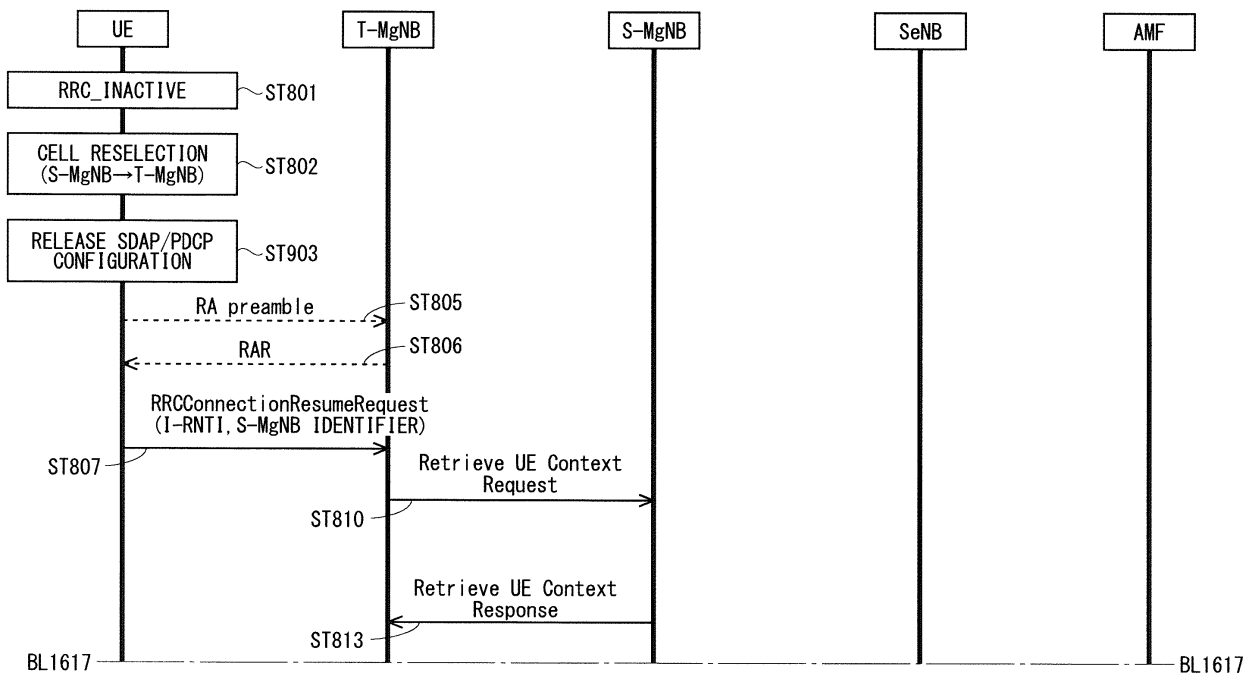 UE
T-MgNB
S-MgNB
SeNB
AMF
RRC_INACTIVE
ST801
CELL RESELECTION
(S-MgNB→T-MgNB)
ST802
RELEASE SDAP/PDCP
CONFIGURATION
ST903
RA preamble
ST805
RAR
ST806
RRCConnectionResumeRequest
(I-RNTI, S-MgNB IDENTIFIER)
ST807
Retrieve UE Context
Request
ST810
Retrieve UE Context
Response
ST813
BL1617
BL1617